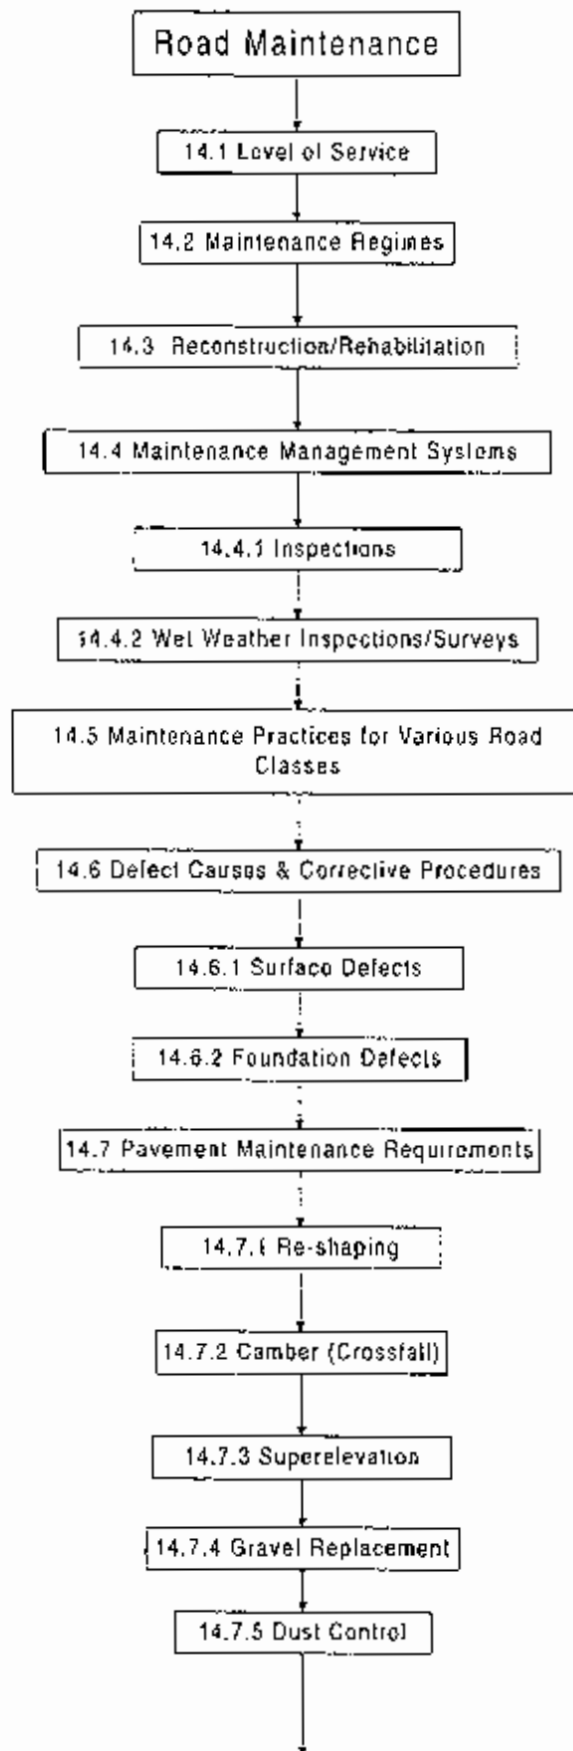 Road Maintenance
14.1 Level of Service
14.2 Maintenance Regimes
14.3 Reconstruction/Rehabilitation
14.4 Maintenance Management Systems
14.4.1 Inspections
14.4.2 Wet Weather Inspections/Surveys
14.5 Maintenance Practices for Various Road
Classes
14.6 Defect Causes & Corrective Procedures
14.6.1 Surface Defects
14.6.2 Foundation Defects
14.7 Pavement Maintenance Requirements
14.7.1 Re-shaping
14.7.2 Camber (Crossfall)
14.7.3 Superelevation
14.7.4 Gravel Replacement
14.7.5 Dust Control